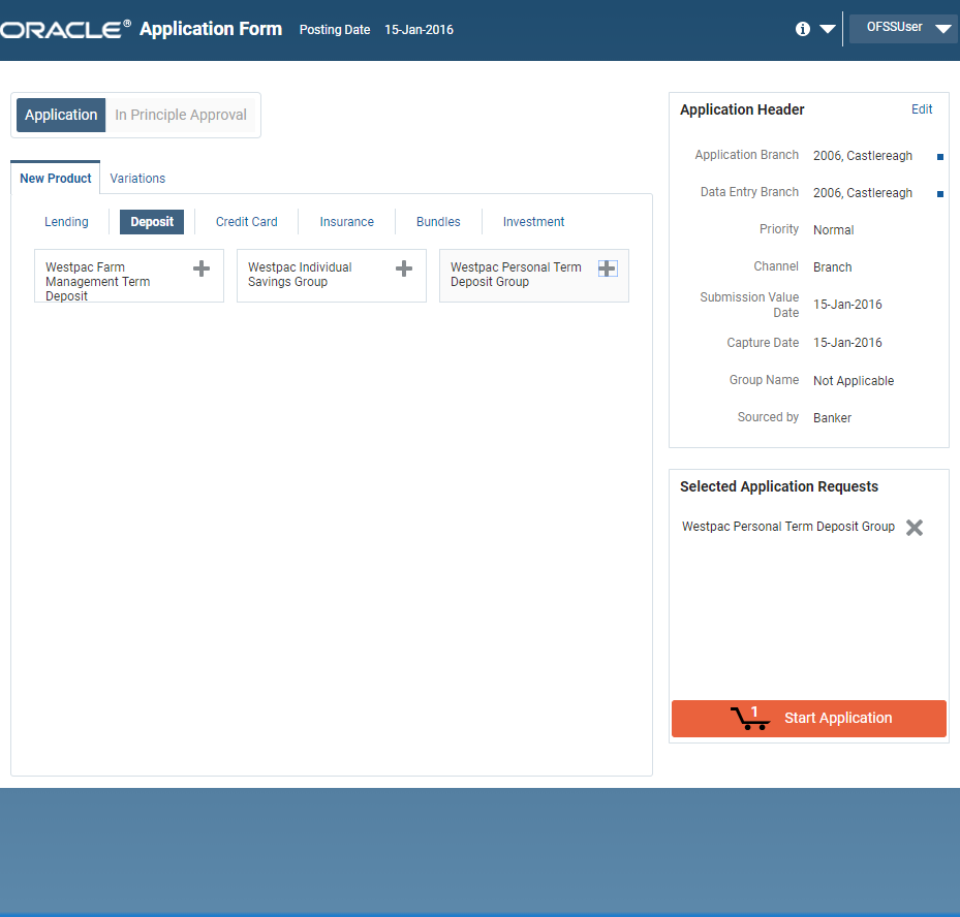 ORACLE® Application Form Posting Date 15-Jan-2016
OFSSUser
Application In Principle Approval
New Product Variations
Lending Deposit Credit Card Insurance Bundles Investment
Westpac Farm
Management Term
Deposit
Westpac Individual
Savings Group
Westpac Personal Term
Deposit Group
Application Header Edit
Application Branch 2006, Castlereagh
Data Entry Branch 2006, Castlereagh
Priority Normal
Channel Branch
Submission Value
Date 15-Jan-2016
Capture Date 15-Jan-2016
Group Name Not Applicable
Sourced by Banker
Selected Application Requests
Westpac Personal Term Deposit Group
1 Start Application